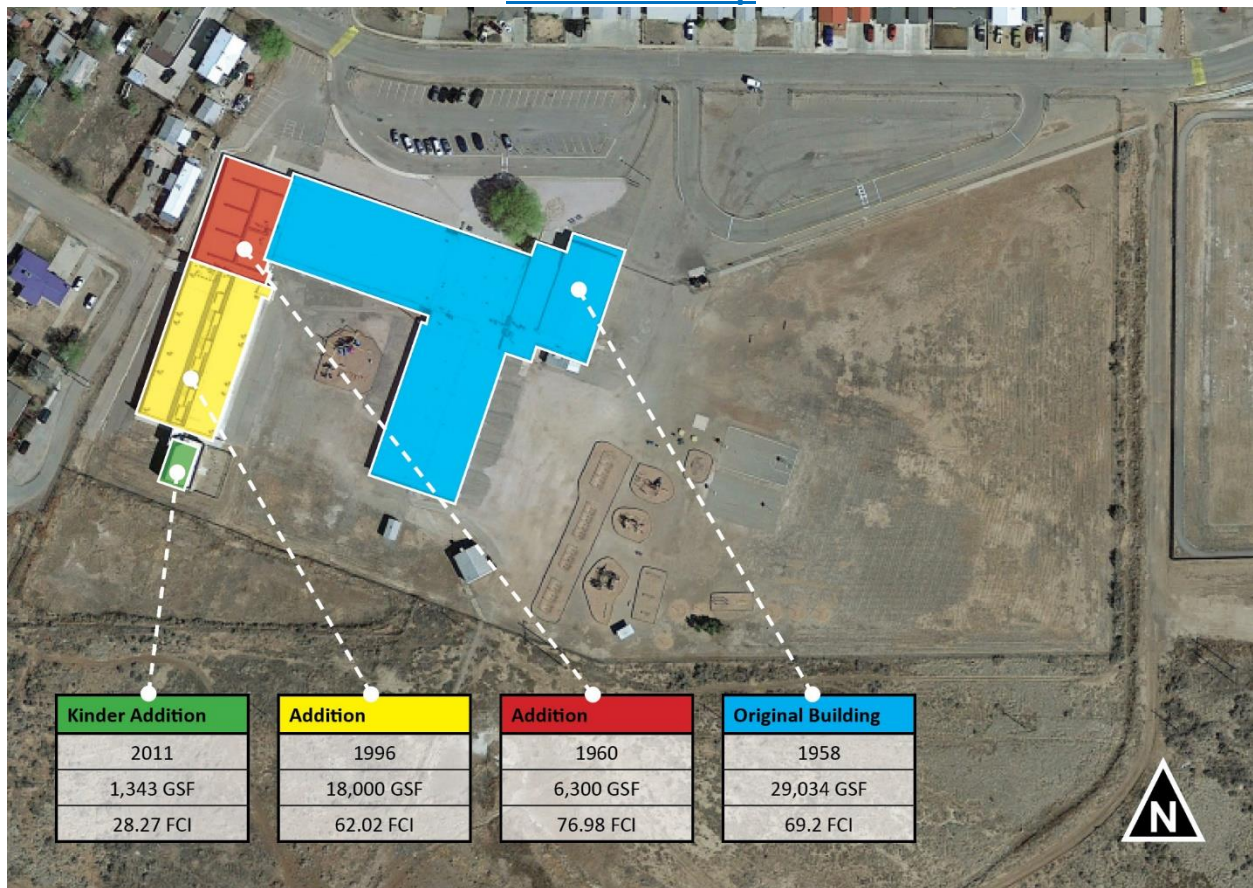 Kinder Addition
2011
1,343 GSF
28.27 FCI
Addition
1996
18,000 GSF
62.02 FCI
Addition
1960
6,300 GSF
76.98 FCI
Original Building
1958
29,034 GSF
69.2 FCI
N